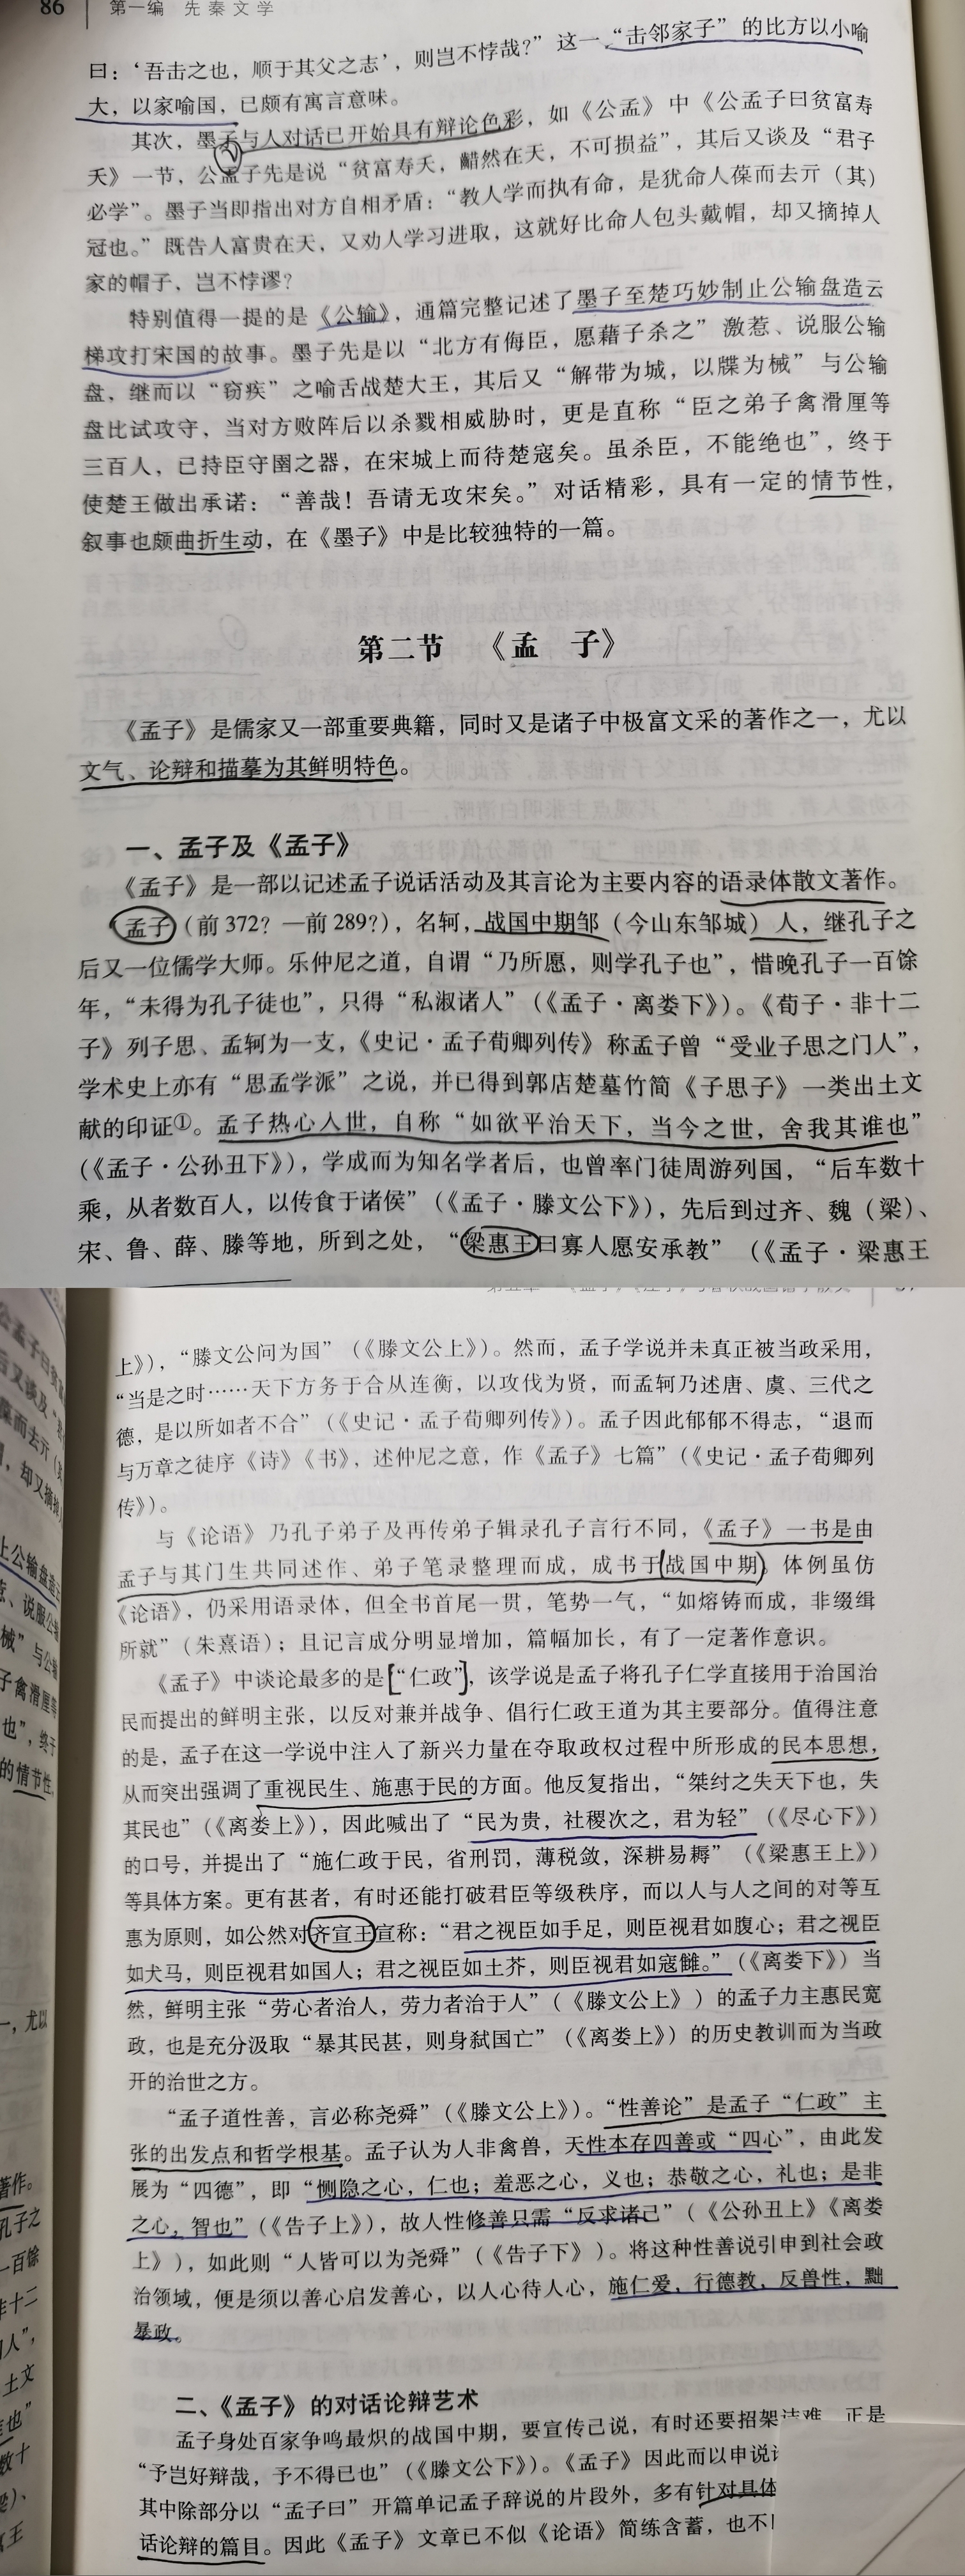 86 第一编 先秦文学
曰：‘吾击之也，顺于其父之志’，则岂不悖哉？”这一“击邻家子”的比方以小喻
大，以家喻国，已颇有寓言意味。
其次，墨子与人对话已开始具有辩论色彩，如《公孟》中《公孟子曰贫富寿
夭》一节，公孟子先是说“贫富寿夭，齰然在天，不可损益”，其后又谈及“君子
必学”。墨子当即指出对方自相矛盾：“教人学而执有命，是犹命人葆而去亓（其）
冠也。”既告人富贵在天，又劝人学习进取，这就好比命人包头戴帽，却又摘掉人
家的帽子，岂不悖谬？
特别值得一提的是《公输》，通篇完整记述了墨子至楚巧妙制止公输盘造云
梯攻打宋国的故事。墨子先是以“北方有侮臣，愿藉子杀之”激惹、说服公输
盘，继而以“窃疾”之喻舌战楚大王，其后又“解带为城，以牒为械”与公输
盘比试攻守，当对方败阵后以杀戮相威胁时，更是直称“臣之弟子禽滑厘等
三百人，已持臣守圉之器，在宋城上而待楚寇矣。虽杀臣，不能绝也”，终于
使楚王做出承诺：“善哉！吾请无攻宋矣。”对话精彩，具有一定的情节性，
叙事也颇曲折生动，在《墨子》中是比较独特的一篇。
第二节 《孟 子》
《孟子》是儒家又一部重要典籍，同时又是诸子中极富文采的著作之一，尤以
文气、论辩和描摹为其鲜明特色。
一、孟子及《孟子》
《孟子》是一部以记述孟子说话活动及其言论为主要内容的语录体散文著作。
孟子（前372？—前289？），名轲，战国中期邹（今山东邹城）人，继孔子之
后又一位儒学大师。乐仲尼之道，自谓“乃所愿，则学孔子也”，惜晚孔子一百馀
年，“未得为孔子徒也”，只得“私淑诸人”（《孟子·离娄下》）。《荀子·非十二
子》列子思、孟轲为一支，《史记·孟子荀卿列传》称孟子曾“受业子思之门人”，
学术史上亦有“思孟学派”之说，并已得到郭店楚墓竹简《子思子》一类出土文
献的印证①。孟子热心入世，自称“如欲平治天下，当今之世，舍我其谁也”
（《孟子·公孙丑下》），学成而为知名学者后，也曾率门徒周游列国，“后车数十
乘，从者数百人，以传食于诸侯”（《孟子·滕文公下》），先后到过齐、魏（梁）、
宋、鲁、薛、滕等地，所到之处，“梁惠王曰寡人愿安承教”（《孟子·梁惠王
上》），“滕文公问为国”（《滕文公上》）。然而，孟子学说并未真正被当政采用，
“当是之时……天下方务于合从连衡，以攻伐为贤，而孟轲乃述唐、虞、三代之
德，是以所如者不合”（《史记·孟子荀卿列传》）。孟子因此郁郁不得志，“退而
与万章之徒序《诗》《书》，述仲尼之意，作《孟子》七篇”（《史记·孟子荀卿列
传》）。
与《论语》乃孔子弟子及再传弟子辑录孔子言行不同，《孟子》一书是由
孟子与其门生共同述作、弟子笔录整理而成，成书于战国中期。体例虽仿
《论语》，仍采用语录体，但全书首尾一贯，笔势一气，“如熔铸而成，非缀缉
所就”（朱熹语）；且记言成分明显增加，篇幅加长，有了一定著作意识。
《孟子》中谈论最多的是“仁政”，该学说是孟子将孔子仁学直接用于治国治
民而提出的鲜明主张，以反对兼并战争、倡行仁政王道为其主要部分。值得注意
的是，孟子在这一学说中注入了新兴力量在夺取政权过程中所形成的民本思想，
从而突出强调了重视民生、施惠于民的方面。他反复指出，“桀纣之失天下也，失
其民也”（《离娄上》），因此喊出了“民为贵，社稷次之，君为轻”（《尽心下》）
的口号，并提出了“施仁政于民，省刑罚，薄税敛，深耕易耨”（《梁惠王上》）
等具体方案。更有甚者，有时还能打破君臣等级秩序，而以人与人之间的对等互
惠为原则，如公然对齐宣王宣称：“君之视臣如手足，则臣视君如腹心；君之视臣
如犬马，则臣视君如国人；君之视臣如土芥，则臣视君如寇雠。”（《离娄下》）当
然，鲜明主张“劳心者治人，劳力者治于人”（《滕文公上》）的孟子力主惠民宽
政，也是充分汲取“暴其民甚，则身弑国亡”（《离娄上》）的历史教训而为当政
开的治世之方。
“孟子道性善，言必称尧舜”（《滕文公上》）。“性善论”是孟子“仁政”主
张的出发点和哲学根基。孟子认为人非禽兽，天性本存四善或“四心”，由此发
展为“四德”，即“恻隐之心，仁也；羞恶之心，义也；恭敬之心，礼也；是非
之心，智也”（《告子上》），故人性修善只需“反求诸己”（《公孙丑上》《离娄
上》），如此则“人皆可以为尧舜”（《告子下》）。将这种性善说引申到社会政
治领域，便是须以善心启发善心，以人心待人心，施仁爱，行德教，反兽性，黜
暴政。
二、《孟子》的对话论辩艺术
孟子身处百家争鸣最炽的战国中期，要宣传己说，有时还要招架诘难，正是
“予岂好辩哉，予不得已也”（《滕文公下》）。《孟子》因此而以申说
其中除部分以“孟子曰”开篇单记孟子辞说的片段外，多有针对具体
话论辩的篇目。因此《孟子》文章已不似《论语》简练含蓄，也不